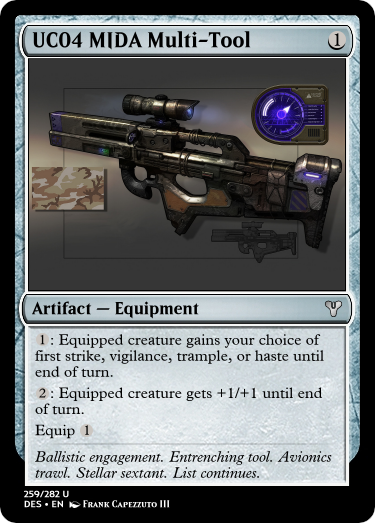 UC04 MIDA Multi-Tool 1
Artifact — Equipment
1: Equipped creature gains your choice of
first strike, vigilance, trample, or haste until
end of turn.
2: Equipped creature gets +1/+1 until end
of turn.
Equip 1
Ballistic engagement. Entrenching tool. Avionics
trawl. Stellar sextant. List continues.
259/282 U
DES • EN Frank Capezzuto III